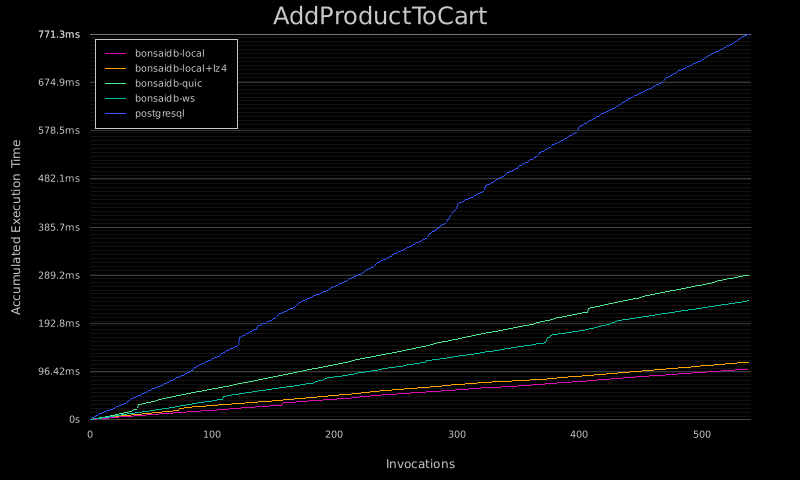 AddProductToCart
771.3ms
674.9ms
578.5ms
482.1ms
385.7ms
289.2ms
192.8ms
96.42ms
0s
Accumulated Execution Time
bonsaidb-local
bonsaidb-local+lz4
bonsaidb-quic
bonsaidb-ws
postgresql
0 100 200 300 400 500
Invocations